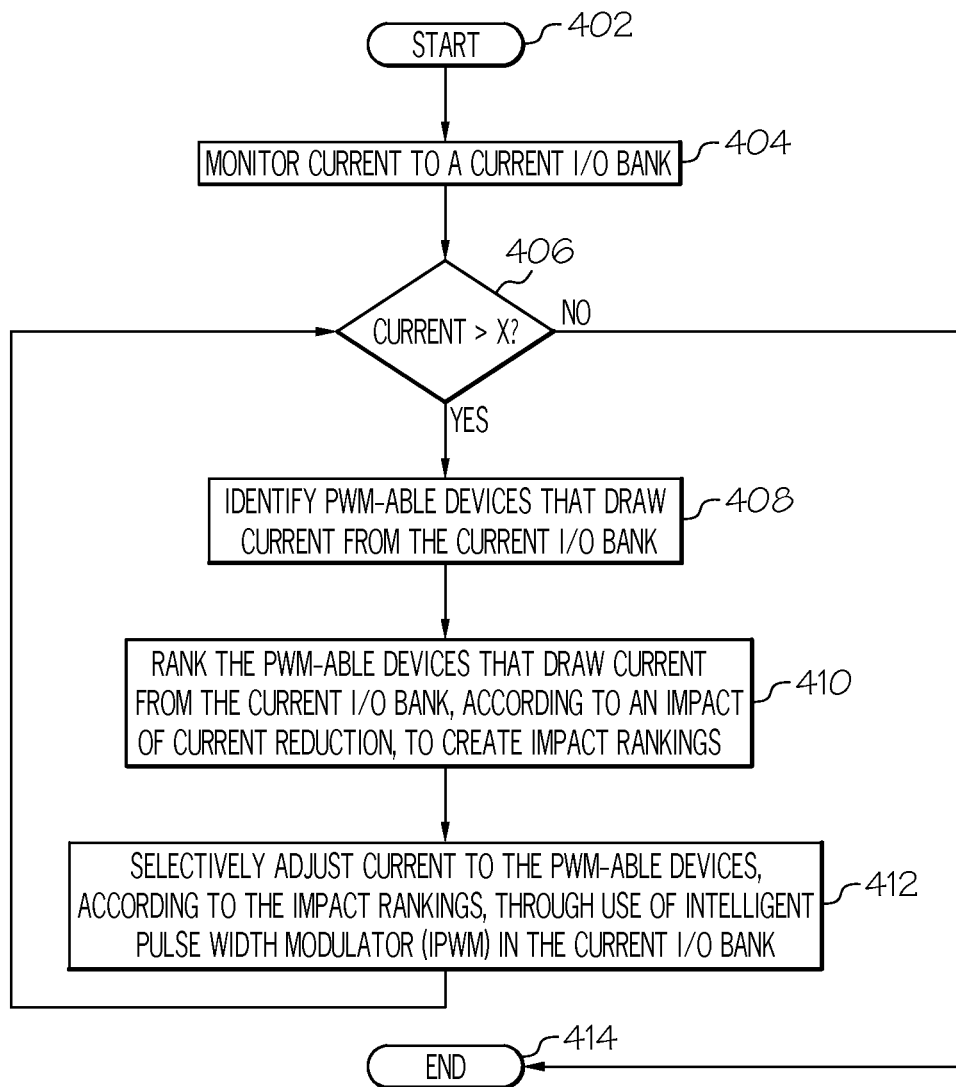 START
402
MONITOR CURRENT TO A CURRENT I/O BANK
404
406
CURRENT > X?
NO
YES
IDENTIFY PWM-ABLE DEVICES THAT DRAW
CURRENT FROM THE CURRENT I/O BANK
408
RANK THE PWM-ABLE DEVICES THAT DRAW CURRENT
FROM THE CURRENT I/O BANK, ACCORDING TO AN IMPACT
OF CURRENT REDUCTION, TO CREATE IMPACT RANKINGS
410
SELECTIVELY ADJUST CURRENT TO THE PWM-ABLE DEVICES,
ACCORDING TO THE IMPACT RANKINGS, THROUGH USE OF INTELLIGENT
PULSE WIDTH MODULATOR (IPWM) IN THE CURRENT I/O BANK
412
END
414